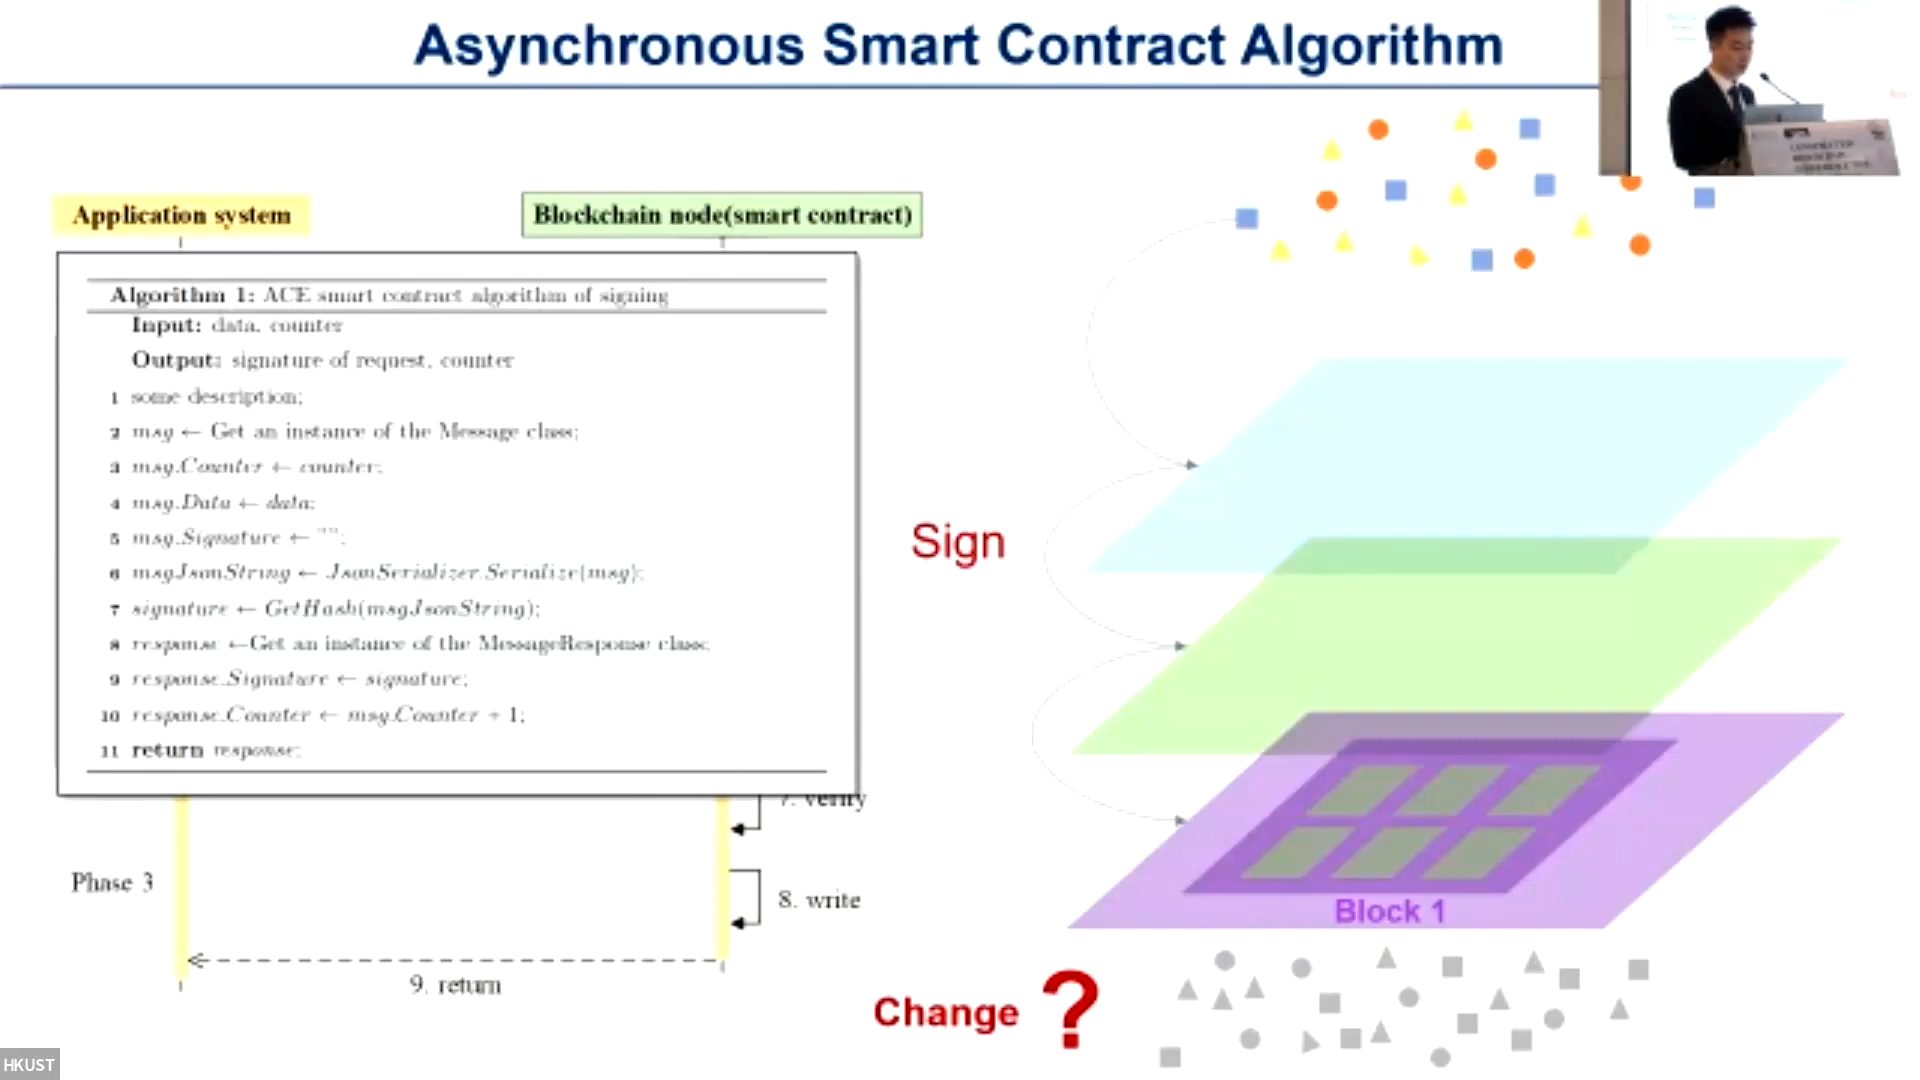 Asynchronous Smart Contract Algorithm
Application system
Blockchain node(smart contract)
Algorithm 1: ACE smart contract algorithm of signing
Input: data, counter
Output: signature of request, counter
1 some description;
2 msg ← Get an instance of the Message class;
3 msg.Counter ← counter;
4 msg.Data ← data;
5 msg.Signature ← "";
6 msgJsonString ← JsonSerializer.Serialize(msg);
7 signature ← GetHash(msgJsonString);
8 response ←Get an instance of the MessageResponse class;
9 response.Signature ← signature;
10 response.Counter ← msg.Counter + 1;
11 return response;
7. verify
Phase 3
8. write
9. return
Sign
Block 1
Change ?
HKUST